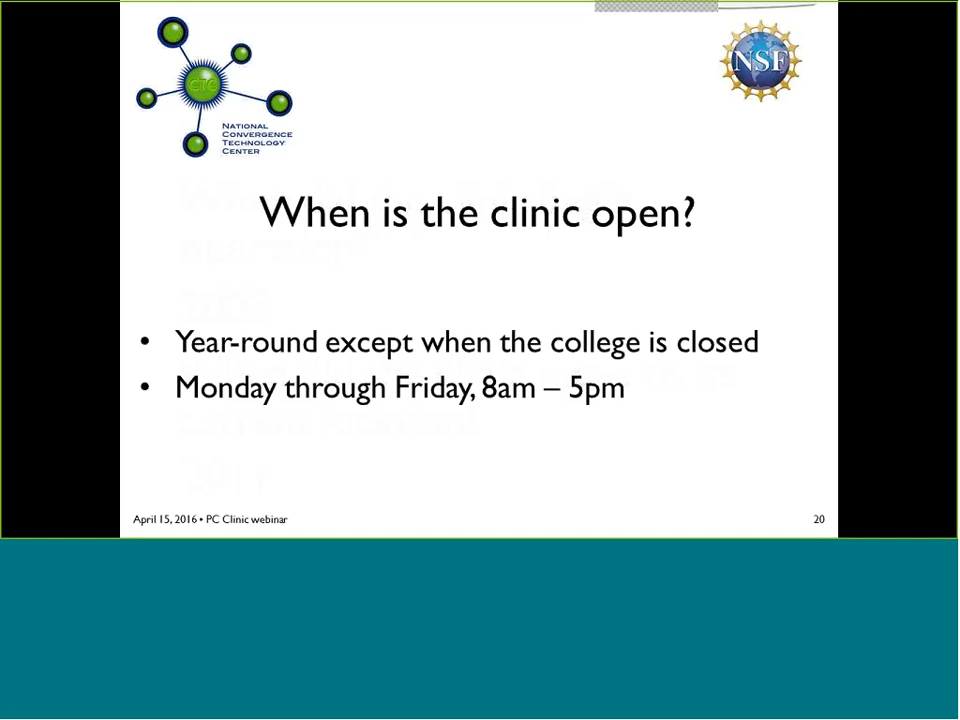 CTC
NATIONAL
CONVERGENCE
TECHNOLOGY
CENTER
NSF
When is the clinic open?
• Year-round except when the college is closed
• Monday through Friday, 8am – 5pm
April 15, 2016 • PC Clinic webinar
20